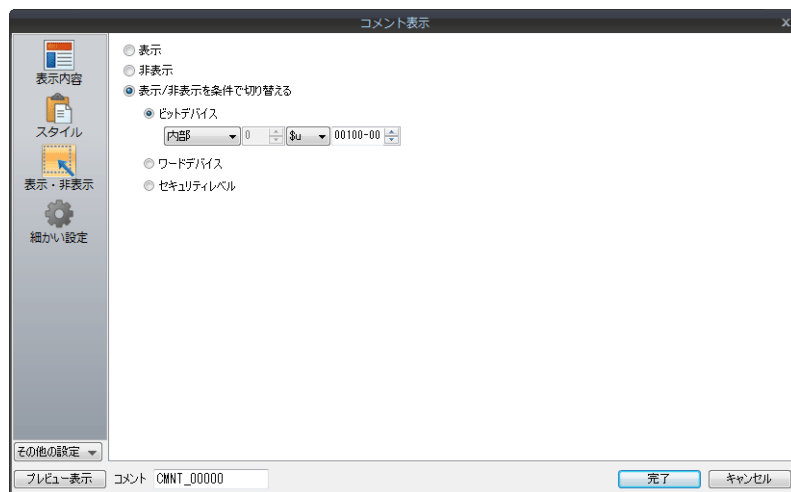 コメント表示
x
表示内容
スタイル
表示・非表示
細かい設定
その他の設定
表示
非表示
表示/非表示を条件で切り替える
ビットデバイス
内部 0 $u 00100-00
ワードデバイス
セキュリティレベル
プレビュー表示 コメント CMNT_00000 完了 キャンセル